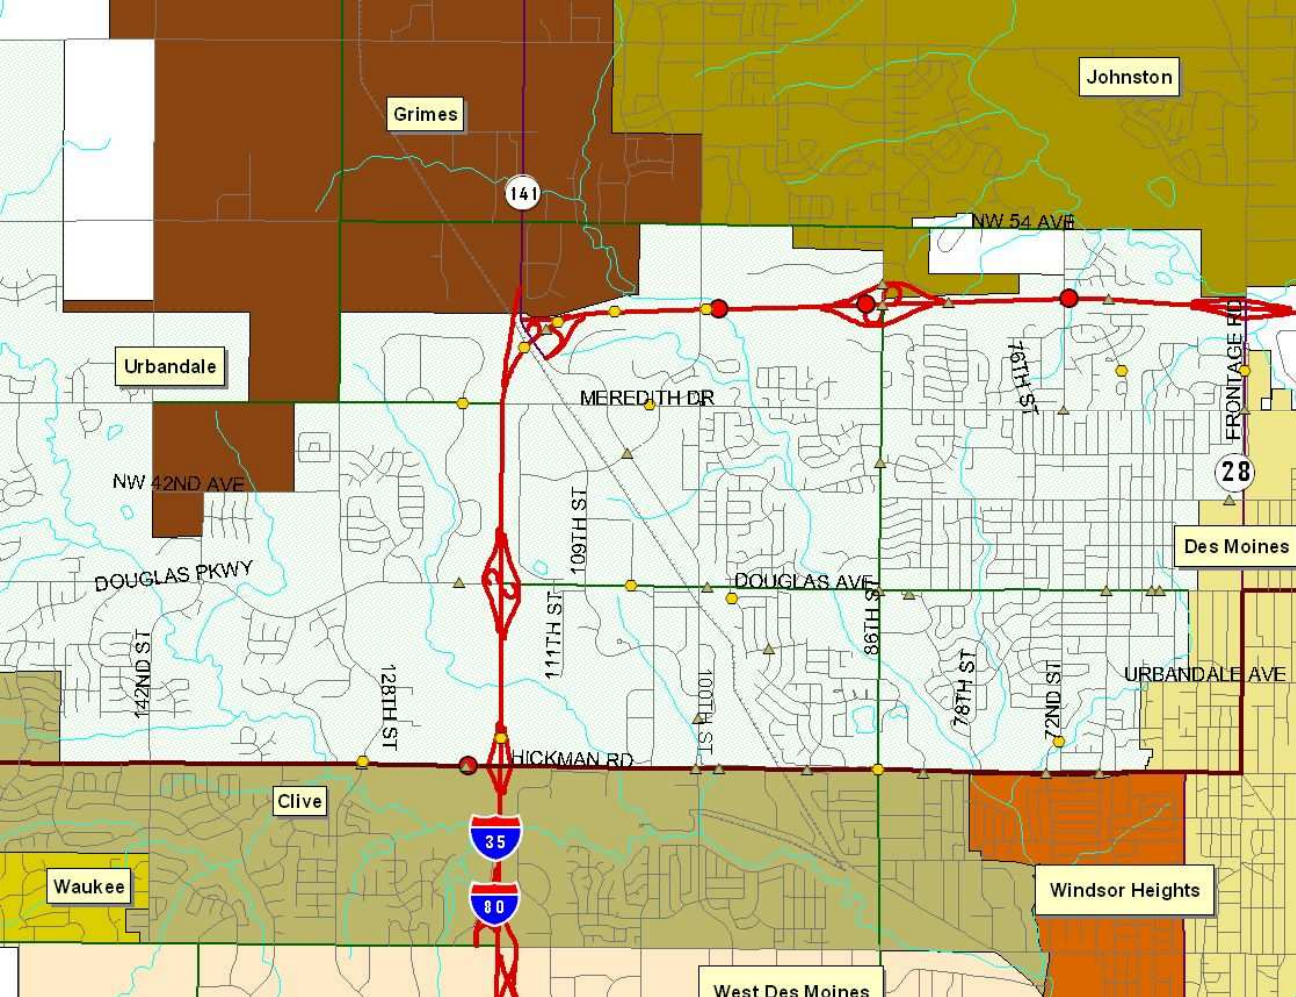 Johnston
Grimes
141
NW 54 AVE
Urbandale
76TH ST
FRONTAGE RD
MEREDITH DR
28
NW 42ND AVE
109TH ST
Des Moines
DOUGLAS PKWY
DOUGLAS AVE
86TH ST
111TH ST
142ND ST
128TH ST
100TH ST
78TH ST
72ND ST
URBANDALE AVE
HICKMAN RD
Clive
35
Waukee
80
Windsor Heights
West Des Moines